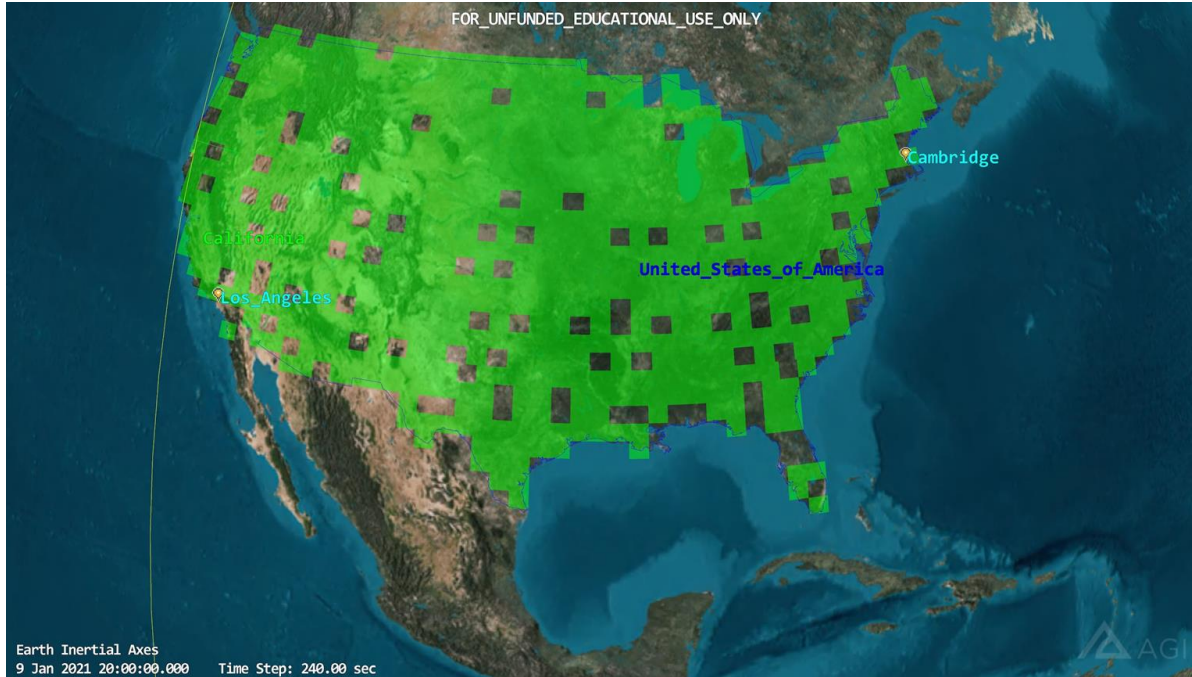 FOR_UNFUNDED_EDUCATIONAL_USE_ONLY
Cambridge
California
United_States_of_America
Los_Angeles
Earth Inertial Axes
9 Jan 2021 20:00:00.000    Time Step: 240.00 sec
AGI